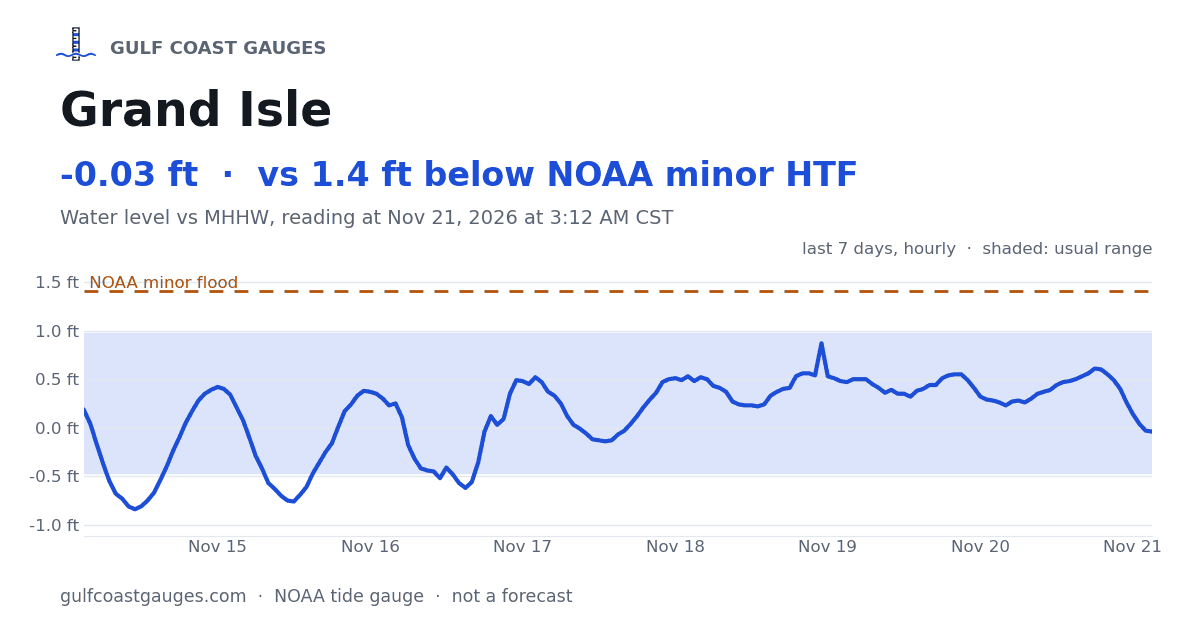 GULF COAST GAUGES
Grand Isle
-0.03 ft · vs 1.4 ft below NOAA minor HTF
Water level vs MHHW, reading at Nov 21, 2026 at 3:12 AM CST
last 7 days, hourly · shaded: usual range
1.5 ft
NOAA minor flood
1.0 ft
0.5 ft
0.0 ft
-0.5 ft
-1.0 ft
Nov 15 Nov 16 Nov 17 Nov 18 Nov 19 Nov 20 Nov 21
gulfcoastgauges.com · NOAA tide gauge · not a forecast